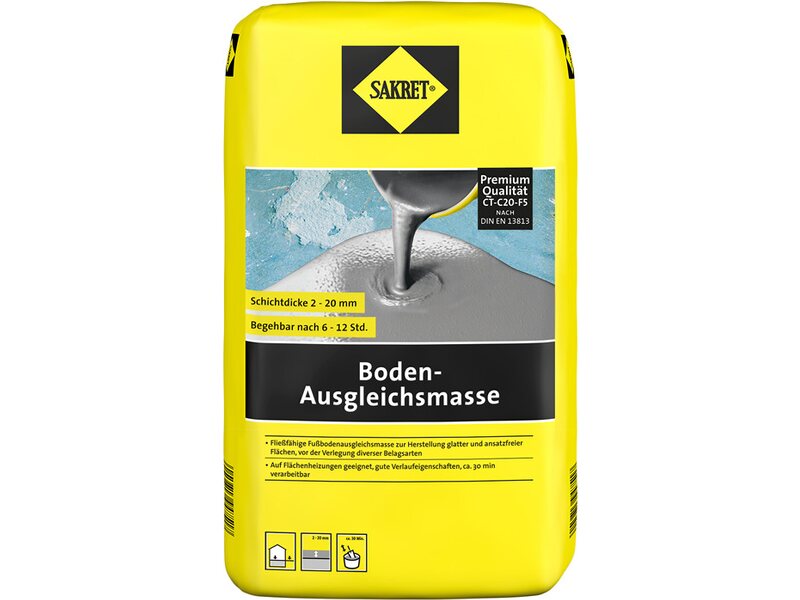 SAKRET®
Premium
Qualität
CT-C20-F5
NACH
DIN EN 13813
Schichtdicke 2 - 20 mm
Begehbar nach 6 - 12 Std.
Boden-
Ausgleichsmasse
• Fließfähige Fußbodenausgleichsmasse zur Herstellung glatter und ansatzfreier
Flächen, vor der Verlegung diverser Belagsarten
• Auf Flächenheizungen geeignet, gute Verlaufeigenschaften, ca. 30 min
verarbeitbar
2 - 20 mm
ca. 30 Min.